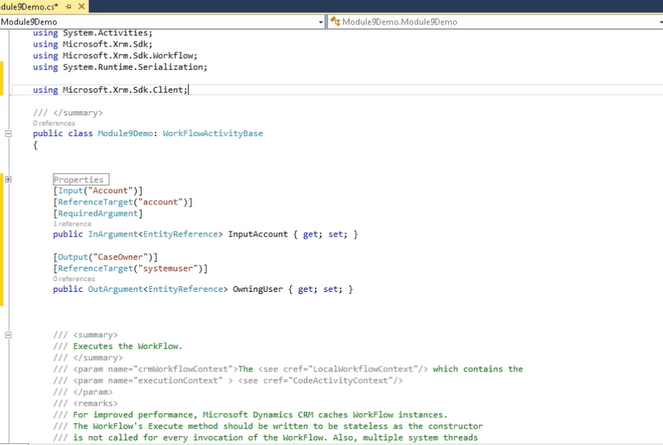 dule9Demo.cs*
Module9Demo
Module9Demo.Module9Demo
using System.Activities;
using Microsoft.Xrm.Sdk;
using Microsoft.Xrm.Sdk.Workflow;
using System.Runtime.Serialization;
using Microsoft.Xrm.Sdk.Client;
/// </summary>
0 references
public class Module9Demo: WorkFlowActivityBase
{
Properties
[Input("Account")]
[ReferenceTarget("account")]
[RequiredArgument]
1 reference
public InArgument<EntityReference> InputAccount { get; set; }
[Output("CaseOwner")]
[ReferenceTarget("systemuser")]
0 references
public OutArgument<EntityReference> OwningUser { get; set; }
/// <summary>
/// Executes the WorkFlow.
/// </summary>
/// <param name="crmWorkflowContext">The <see cref="LocalWorkflowContext"/> which contains the
/// <param name="executionContext" > <see cref="CodeActivityContext"/>
/// </param>
/// <remarks>
/// For improved performance, Microsoft Dynamics CRM caches WorkFlow instances.
/// The WorkFlow's Execute method should be written to be stateless as the constructor
/// is not called for every invocation of the WorkFlow. Also, multiple system threads